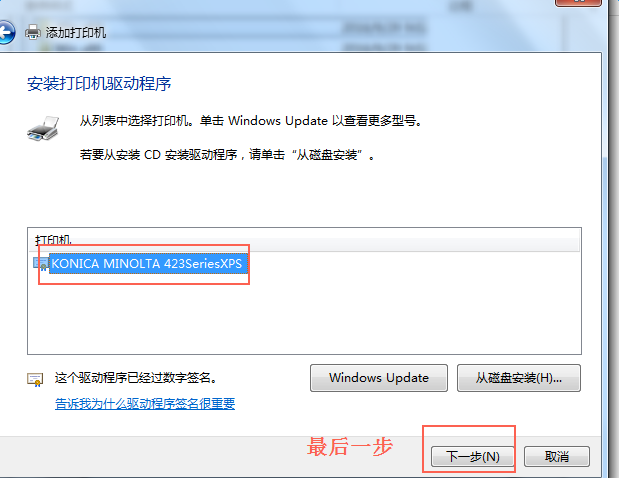 添加打印机
安装打印机驱动程序
从列表中选择打印机。单击 Windows Update 以查看更多型号。
若要从安装 CD 安装驱动程序，请单击“从磁盘安装”。
打印机
KONICA MINOLTA 423SeriesXPS
这个驱动程序已经过数字签名。
告诉我为什么驱动程序签名很重要
Windows Update
从磁盘安装(H)...
最后一步
下一步(N)
取消